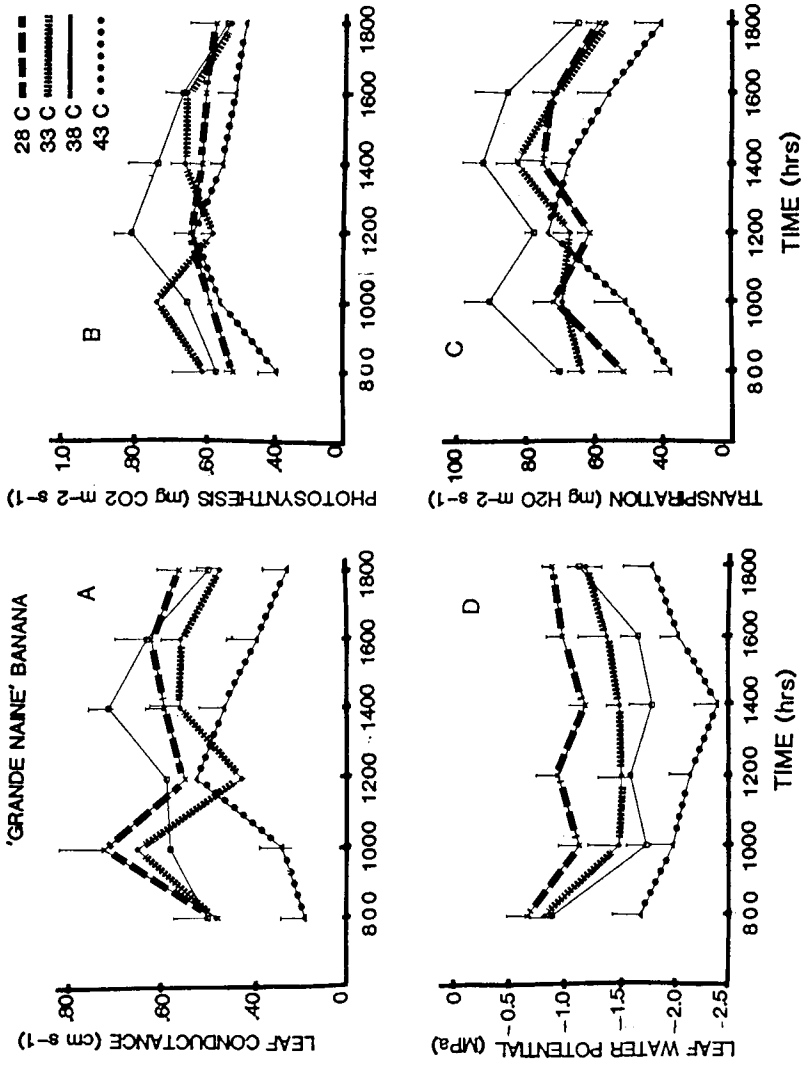 'GRANDE NAINE' BANANA
28 C
33 C
38 C
43 C
A
LEAF CONDUCTANCE (cm s-1)
.80
.60
.40
0
800 1000 1200 1400 1600 1800
B
PHOTOSYNTHESIS (mg CO2 m-2 s-1)
1.0
.80
.60
0
800 1000 1200 1400 1600 1800
D
LEAF WATER POTENTIAL (MPa)
0
-0.5
-1.0
-1.5
-2.0
-2.5
800 1000 1200 1400 1600 1800
TIME (hrs)
C
TRANSPIRATION (mg H2O m-2 s-1)
100
80
60
0
800 1000 1200 1400 1600 1800
TIME (hrs)